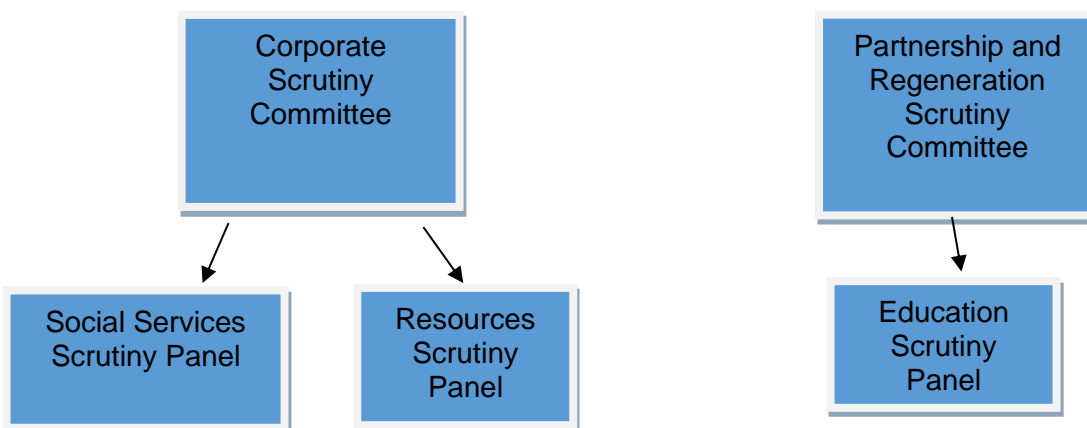 Corporate
Scrutiny
Committee
Partnership and
Regeneration
Scrutiny
Committee
Social Services
Scrutiny Panel
Resources
Scrutiny
Panel
Education
Scrutiny
Panel